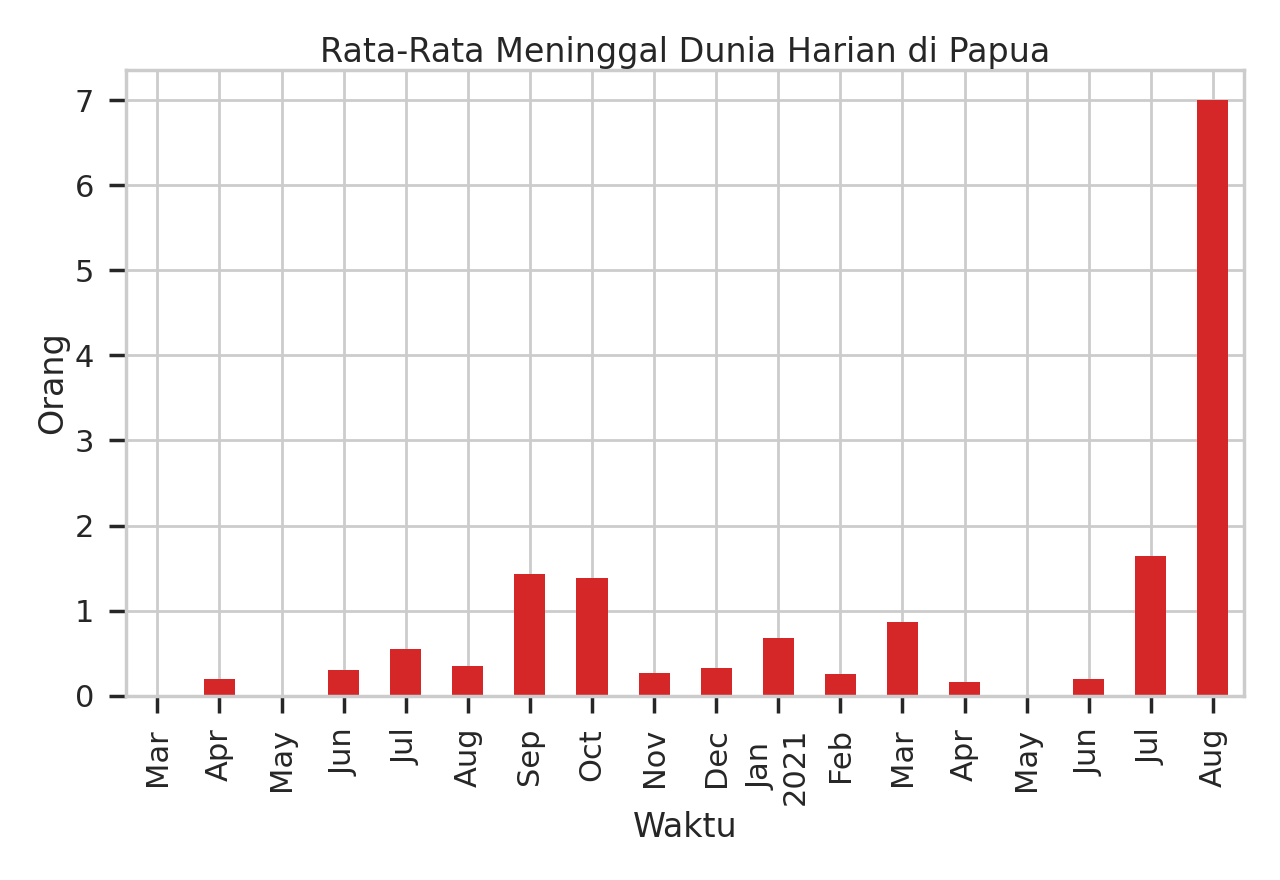 Rata-Rata Meninggal Dunia Harian di Papua
7
6
5
4
3
2
1
0
Orang
Mar
Apr
May
Jun
Jul
Aug
Sep
Oct
Nov
Dec
Jan
2021
Feb
Mar
Apr
May
Jun
Jul
Aug
Waktu